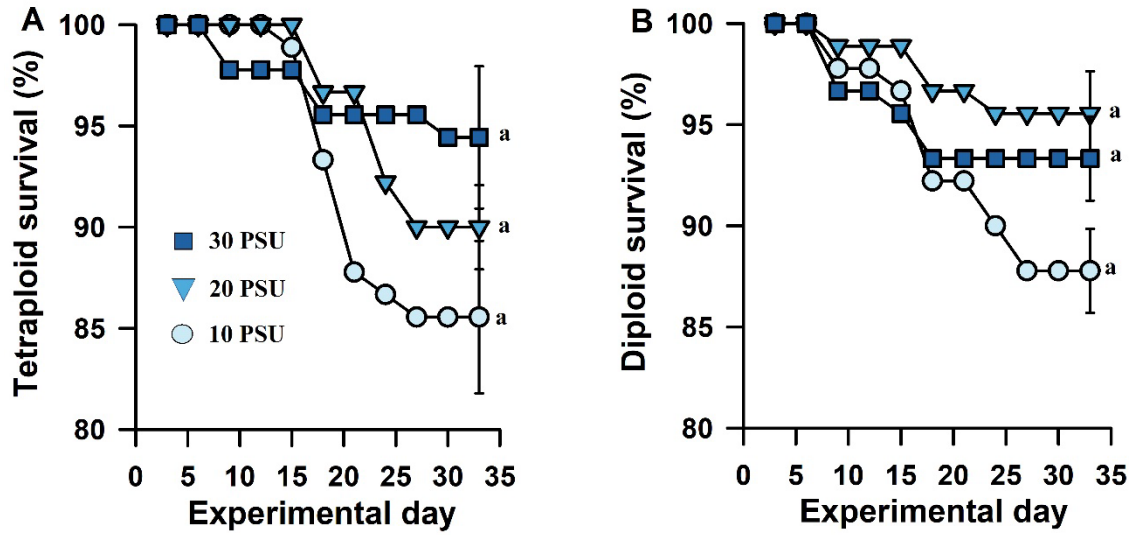 A
Tetraploid survival (%)
100
95
90
85
80
a
a
a
30 PSU
20 PSU
10 PSU
0 5 10 15 20 25 30 35
Experimental day
B
Diploid survival (%)
100
95
90
85
80
a
a
a
0 5 10 15 20 25 30 35
Experimental day